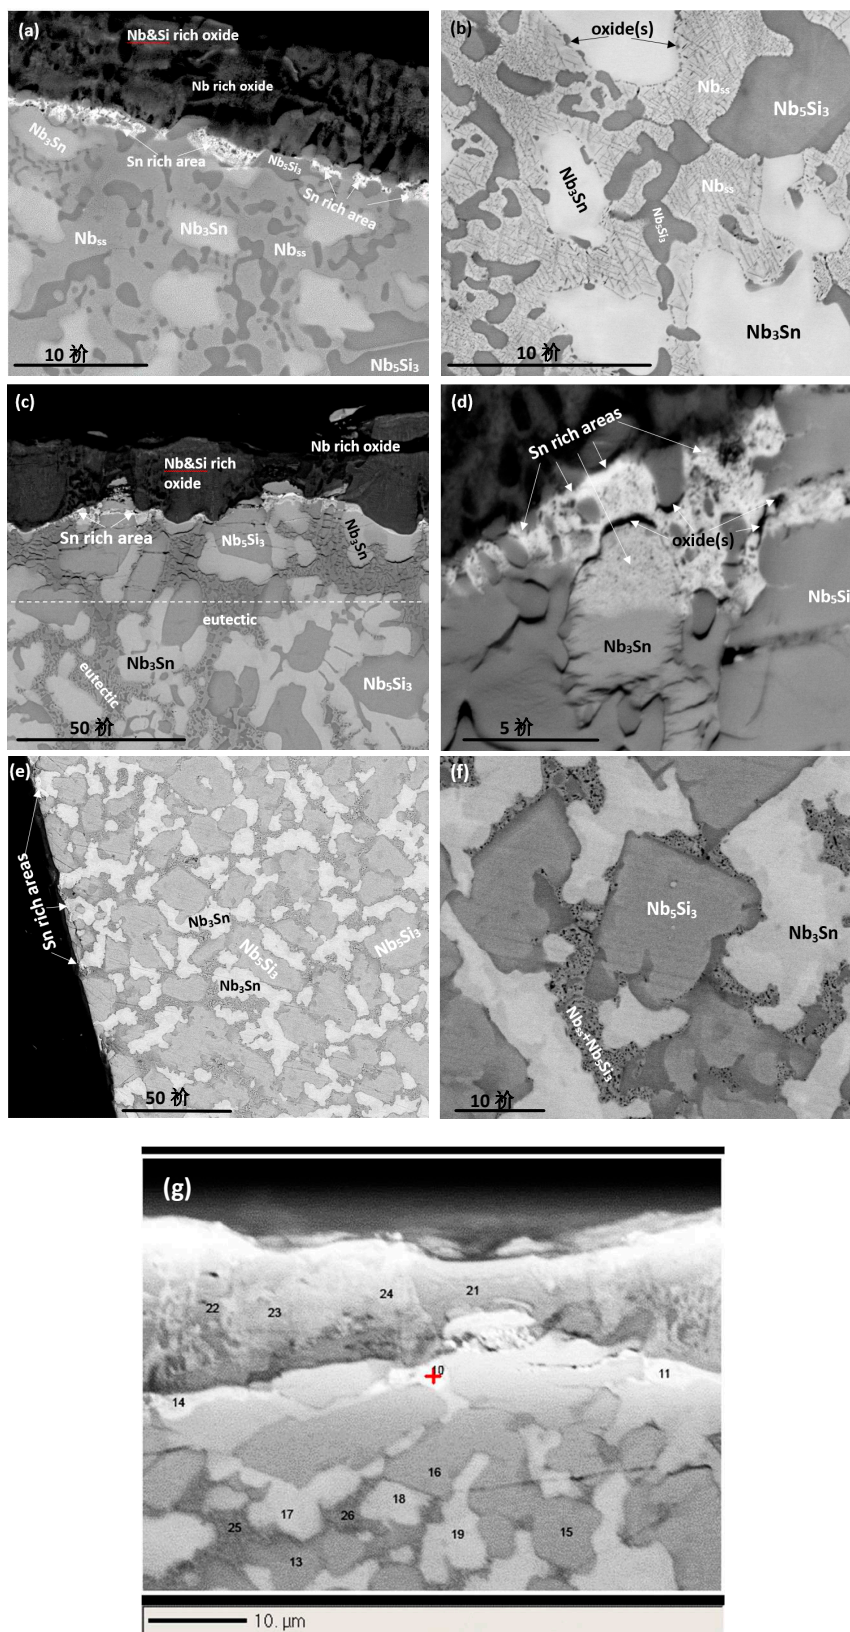 (a)
Nb&Si rich oxide
Nb rich oxide
Nb₃Sn
Sn rich area
Nb₅Si₃
Sn rich area
Nb₃Sn
Nbss
Nbss
10 祄
Nb₅Si₃
(b)
oxide(s)
Nbss
Nb₅Si₃
Nb₃Sn
Nbss
Nb₅Si₃
Nb₃Sn
10 祄
(c)
Nb rich oxide
Nb&Si rich
oxide
Sn rich area
Nb₅Si₃
Nb₃Sn
eutectic
Nb₃Sn
eutectic
Nb₅Si₃
50 祄
(d)
Sn rich areas
oxide(s)
Nb₅Si
Nb₃Sn
5 祄
(e)
Sn rich areas
Nb₃Sn
Nb₅Si₃
Nb₅Si₃
Nb₃Sn
50 祄
(f)
Nb₅Si₃
Nb₃Sn
Nbss+Nb₅Si₃
10 祄
(g)
24
21
22
23
10
11
14
16
18
17
26
25
19
15
13
10. µm